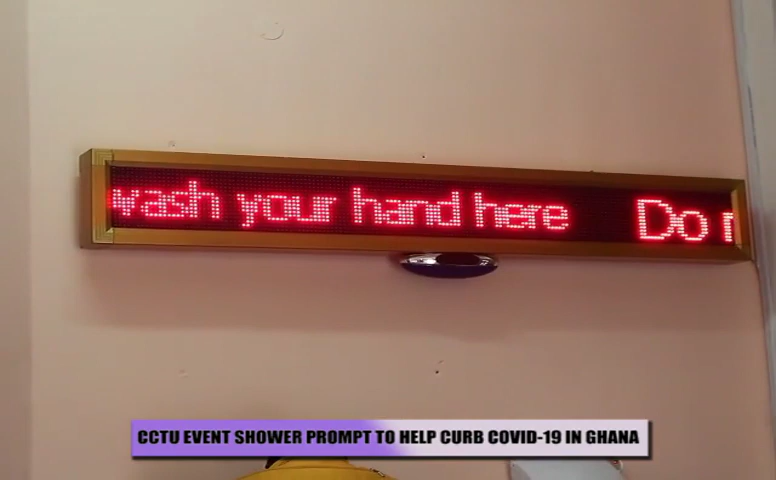 wash your hand here Do
CCTU EVENT SHOWER PROMPT TO HELP CURB COVID-19 IN GHANA